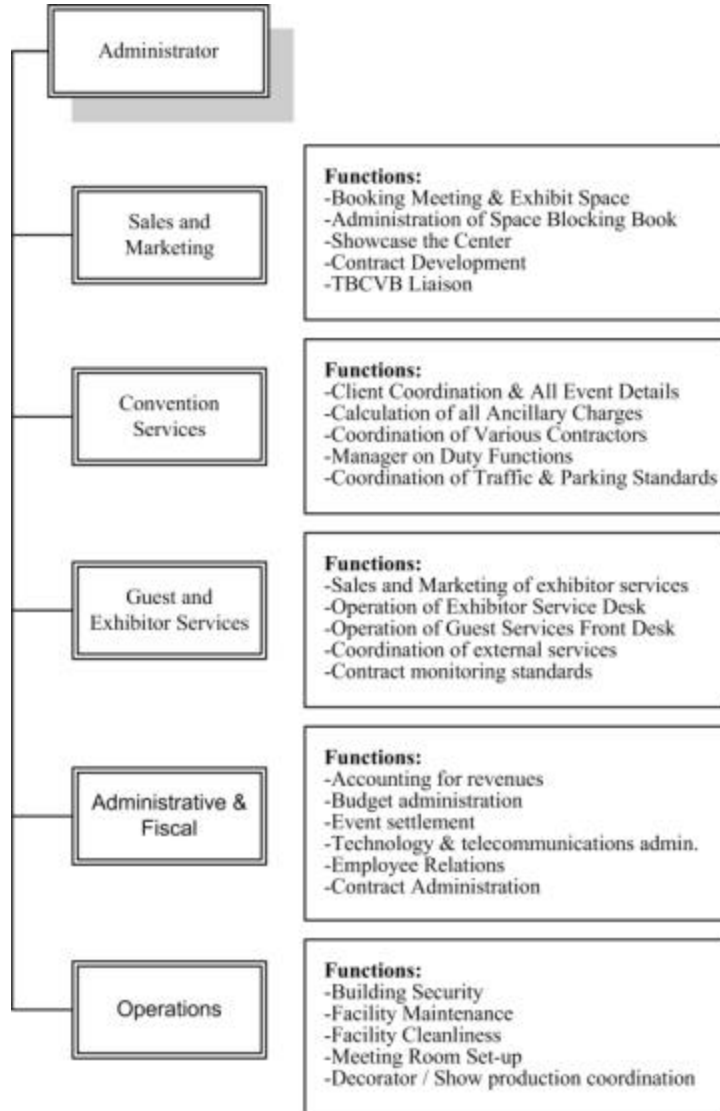 Administrator
Sales and
Marketing
Functions:
-Booking Meeting & Exhibit Space
-Administration of Space Blocking Book
-Showcase the Center
-Contract Development
-TBCVB Liaison
Convention
Services
Functions:
-Client Coordination & All Event Details
-Calculation of all Ancillary Charges
-Coordination of Various Contractors
-Manager on Duty Functions
-Coordination of Traffic & Parking Standards
Guest and
Exhibitor Services
Functions:
-Sales and Marketing of exhibitor services
-Operation of Exhibitor Service Desk
-Operation of Guest Services Front Desk
-Coordination of external services
-Contract monitoring standards
Administrative &
Fiscal
Functions:
-Accounting for revenues
-Budget administration
-Event settlement
-Technology & telecommunications admin.
-Employee Relations
-Contract Administration
Operations
Functions:
-Building Security
-Facility Maintenance
-Facility Cleanliness
-Meeting Room Set-up
-Decorator / Show production coordination